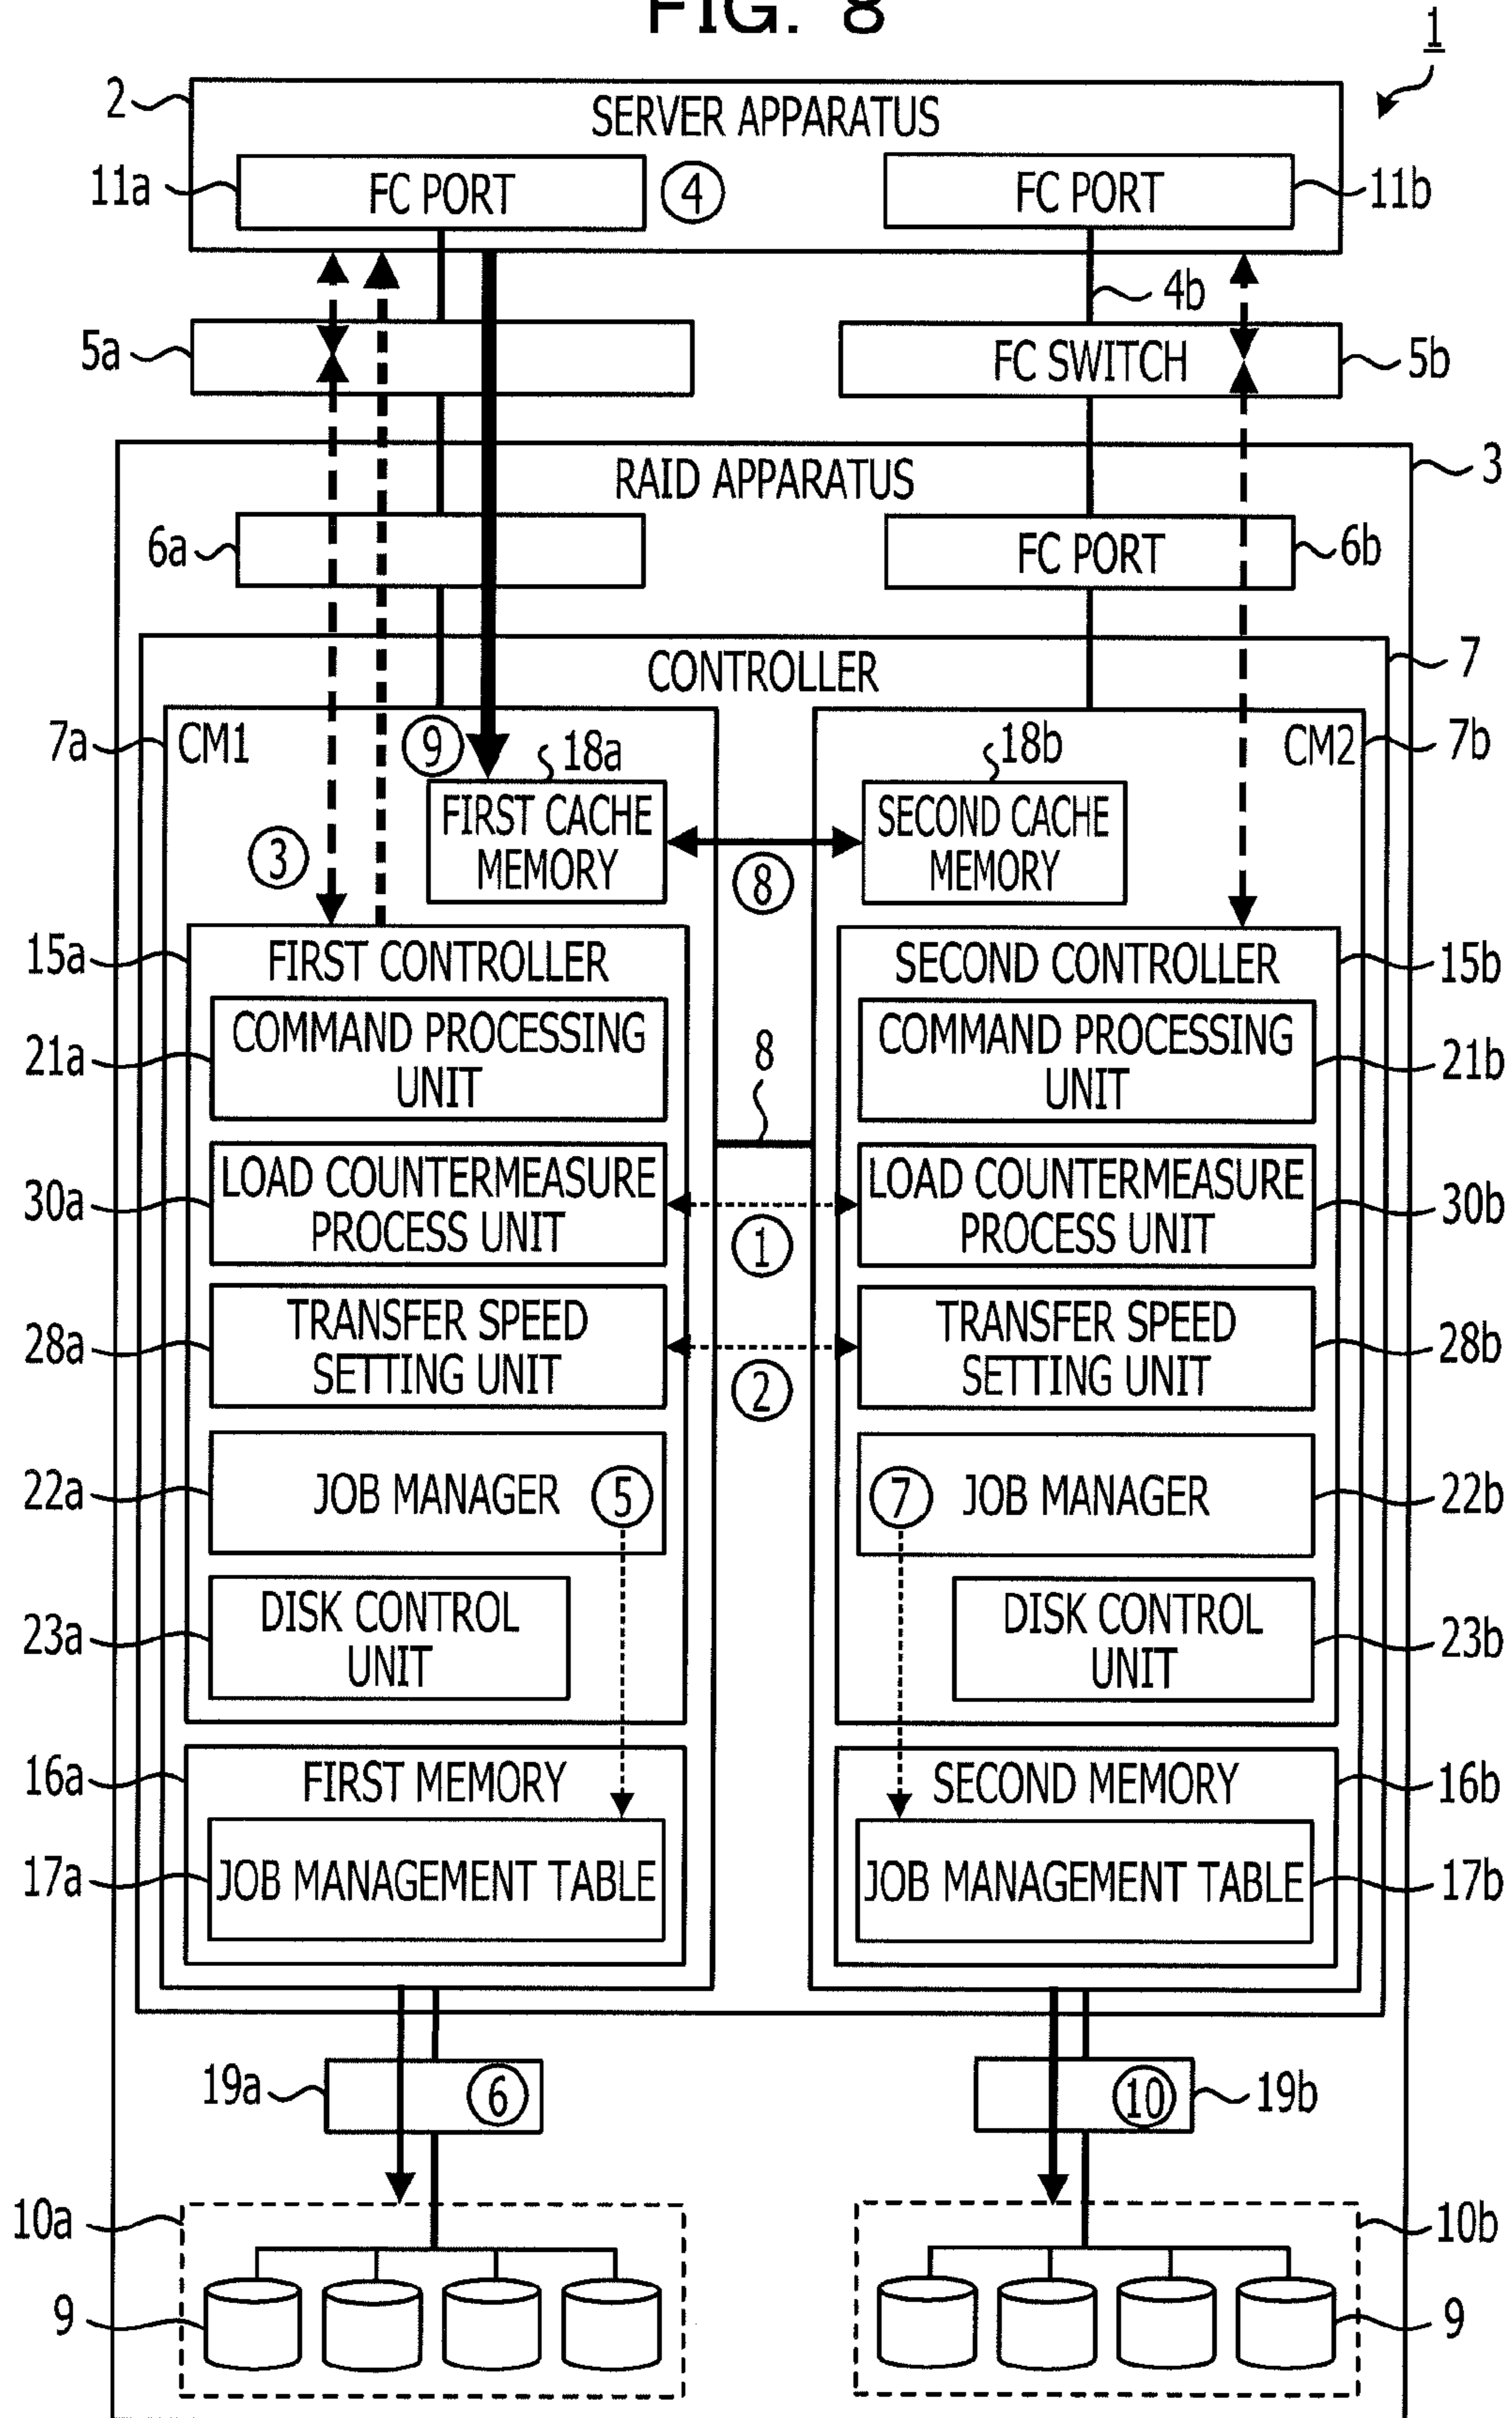 FIG. 8
1
2
SERVER APPARATUS
11a
FC PORT
4
FC PORT
11b
4b
5a
FC SWITCH
5b
RAID APPARATUS
3
6a
FC PORT
6b
CONTROLLER
7
7a
CM1
9
18a
18b
CM2
7b
FIRST CACHE
MEMORY
SECOND CACHE
MEMORY
3
8
15a
FIRST CONTROLLER
SECOND CONTROLLER
15b
21a
COMMAND PROCESSING
UNIT
8
COMMAND PROCESSING
UNIT
21b
30a
LOAD COUNTERMEASURE
PROCESS UNIT
1
LOAD COUNTERMEASURE
PROCESS UNIT
30b
28a
TRANSFER SPEED
SETTING UNIT
2
TRANSFER SPEED
SETTING UNIT
28b
22a
JOB MANAGER
5
7
JOB MANAGER
22b
23a
DISK CONTROL
UNIT
DISK CONTROL
UNIT
23b
16a
FIRST MEMORY
SECOND MEMORY
16b
17a
JOB MANAGEMENT TABLE
JOB MANAGEMENT TABLE
17b
19a
6
10
19b
10a
10b
9
9